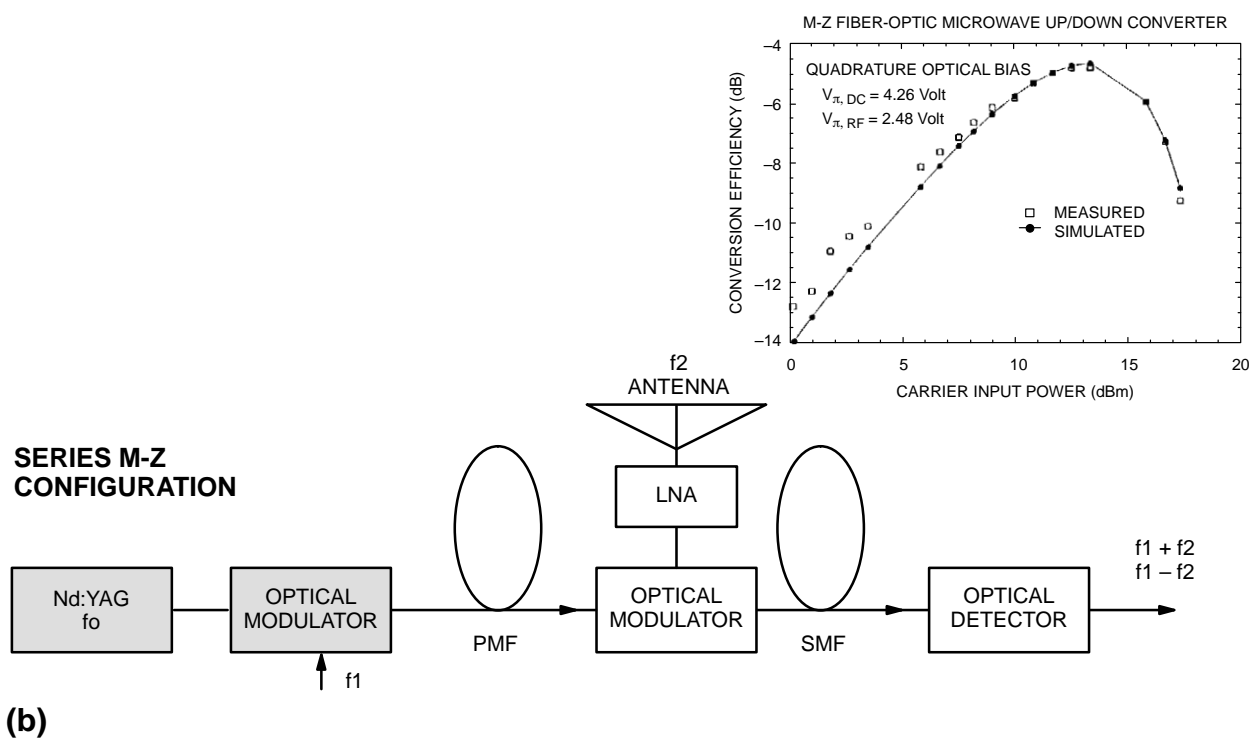 M-Z FIBER-OPTIC MICROWAVE UP/DOWN CONVERTER
CONVERSION EFFICIENCY (dB)
–4
–6
–8
–10
–12
–14
QUADRATURE OPTICAL BIAS
Vπ, DC = 4.26 Volt
Vπ, RF = 2.48 Volt
MEASURED
SIMULATED
0 5 10 15 20
CARRIER INPUT POWER (dBm)
f2
ANTENNA
SERIES M-Z
CONFIGURATION
LNA
Nd:YAG
fo
OPTICAL
MODULATOR
f1
PMF
OPTICAL
MODULATOR
SMF
OPTICAL
DETECTOR
f1 + f2
f1 – f2
(b)